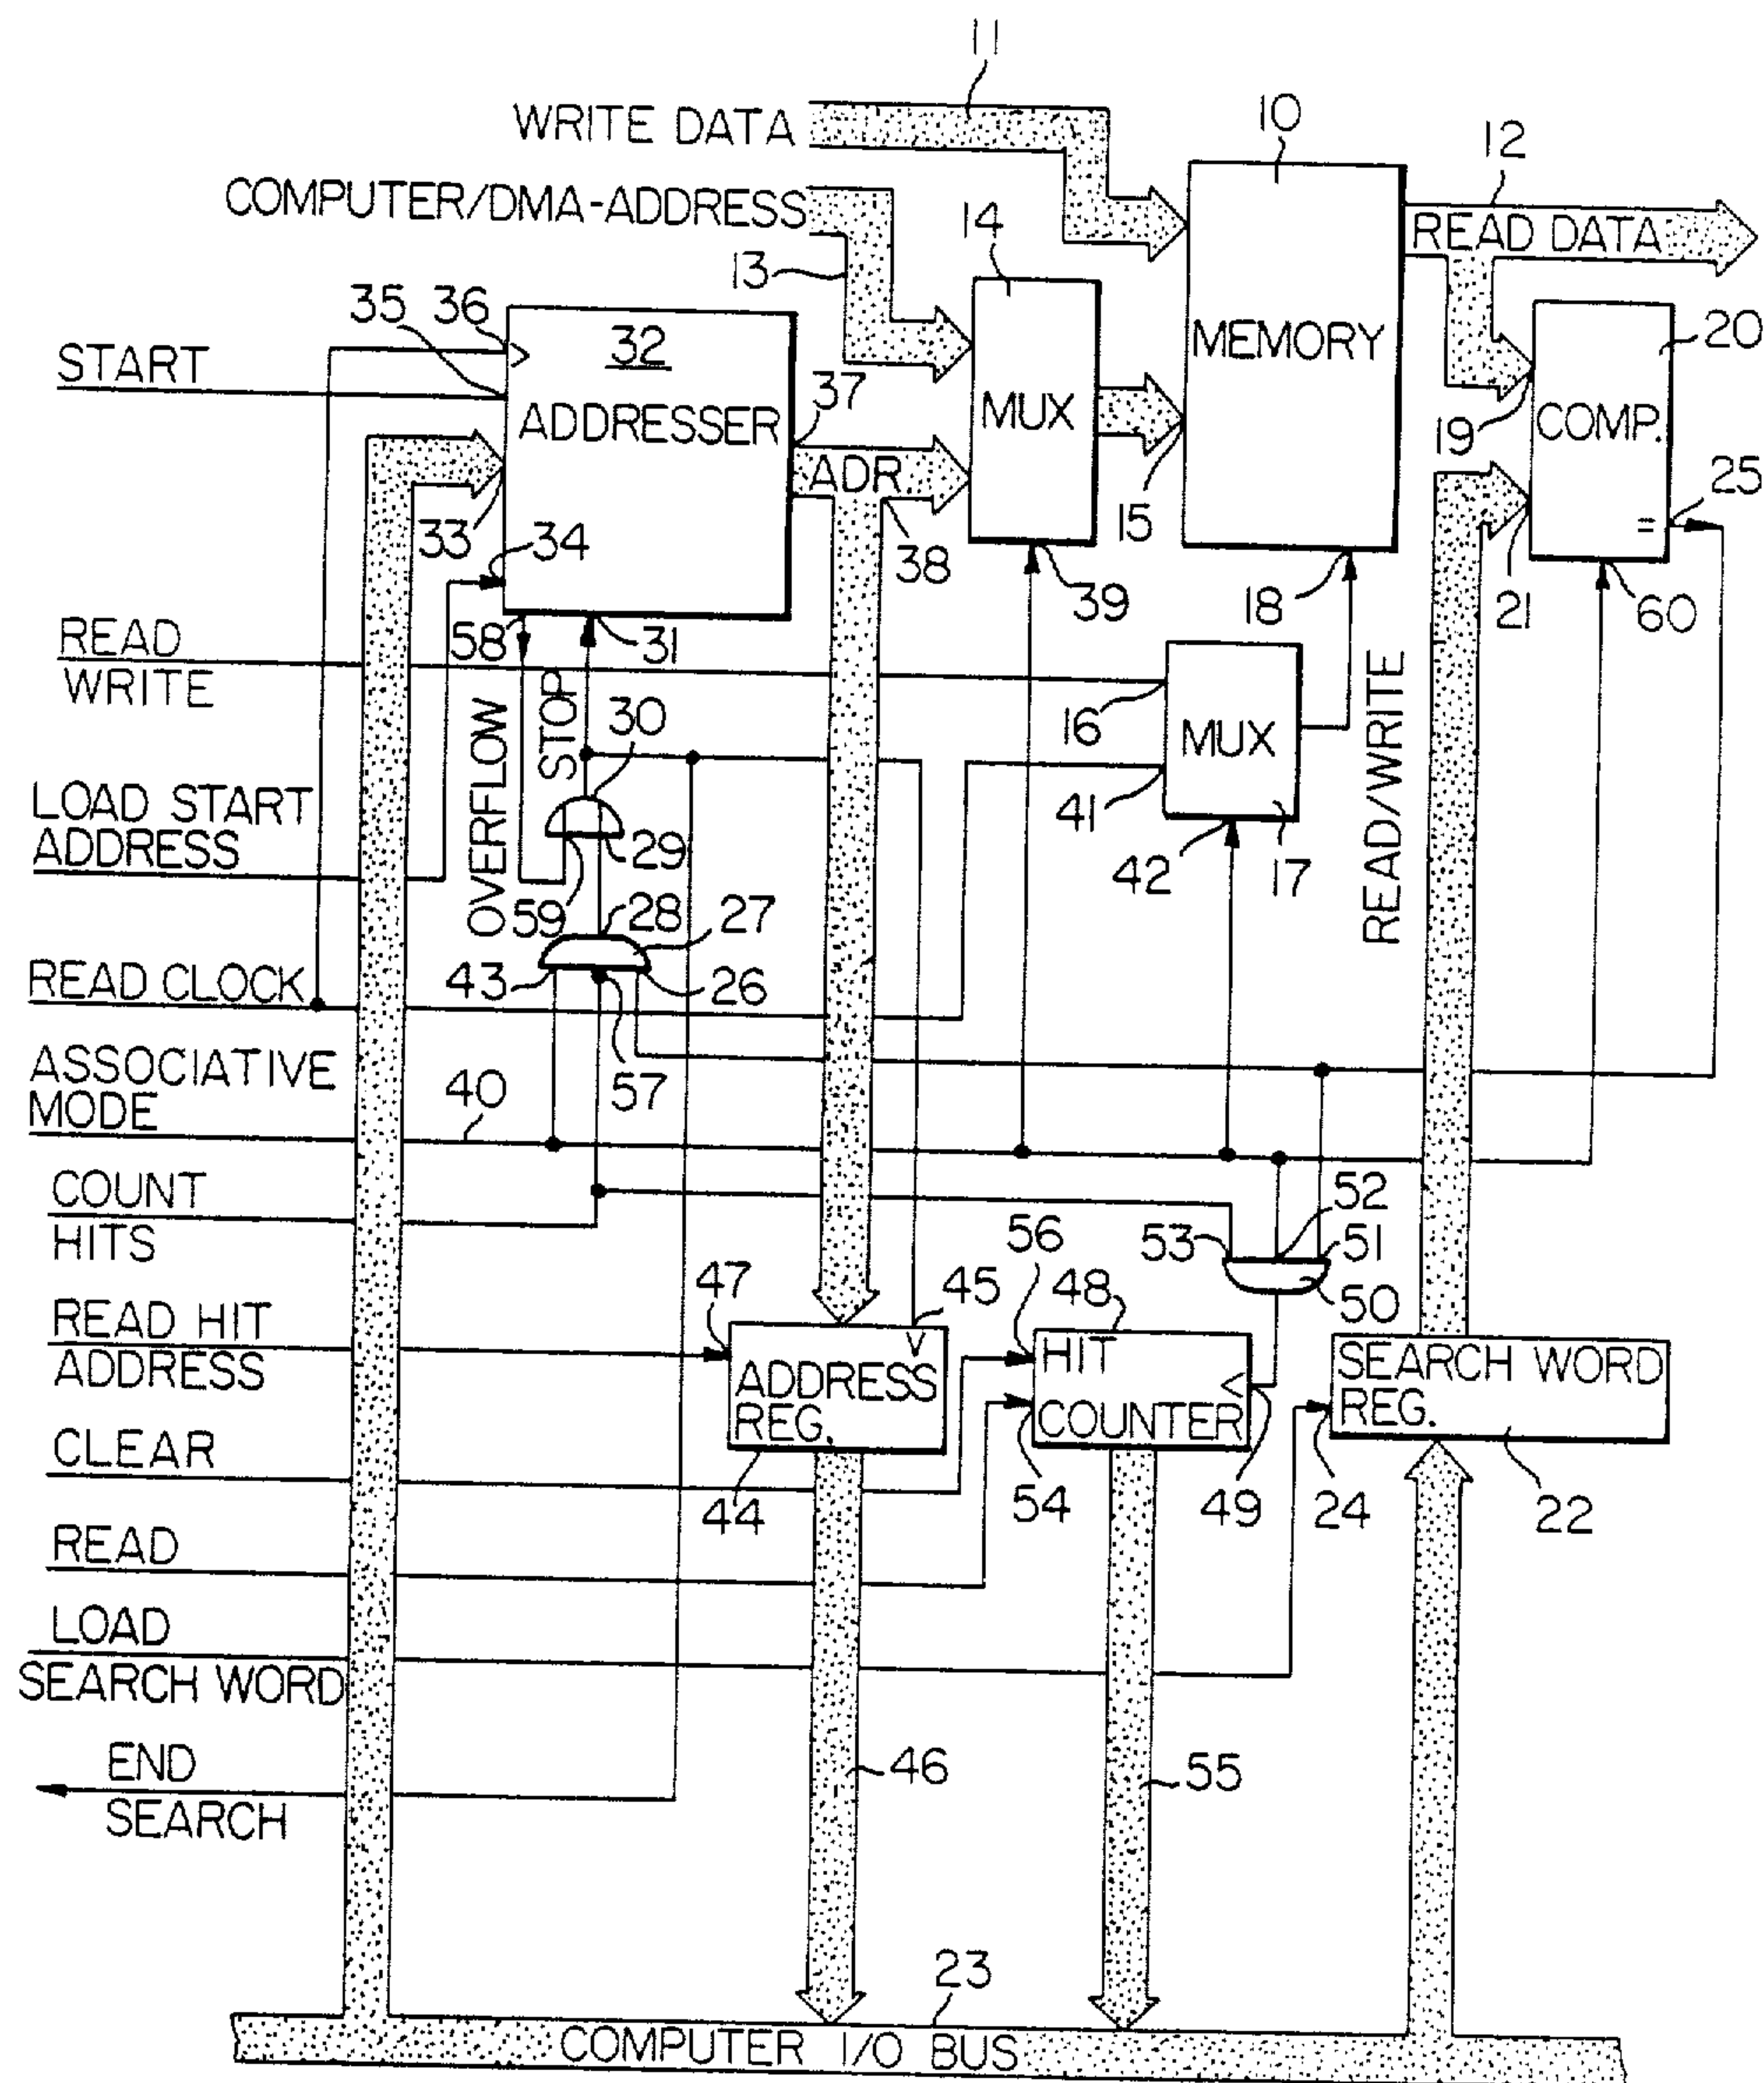 11
WRITE DATA
10
12
COMPUTER/DMA-ADDRESS
READ DATA
14
13
35
36
32
20
START
MEMORY
37
ADDRESSER
MUX
COMP.
19
ADR
25
33
34
38
15
=
39
18
21
60
READ
58
31
WRITE
16
READ/WRITE
OVERFLOW
STOP
30
MUX
LOAD START
ADDRESS
41
29
42
17
59
28
27
READ CLOCK
43
26
ASSOCIATIVE
MODE
40
57
COUNT
HITS
52
56
53
51
47
45
48
50
READ HIT
ADDRESS
ADDRESS
REG.
HIT
COUNTER
SEARCH WORD
REG.
CLEAR
44
54
49
24
22
READ
LOAD
SEARCH WORD
END
SEARCH
46
55
23
COMPUTER I/O BUS